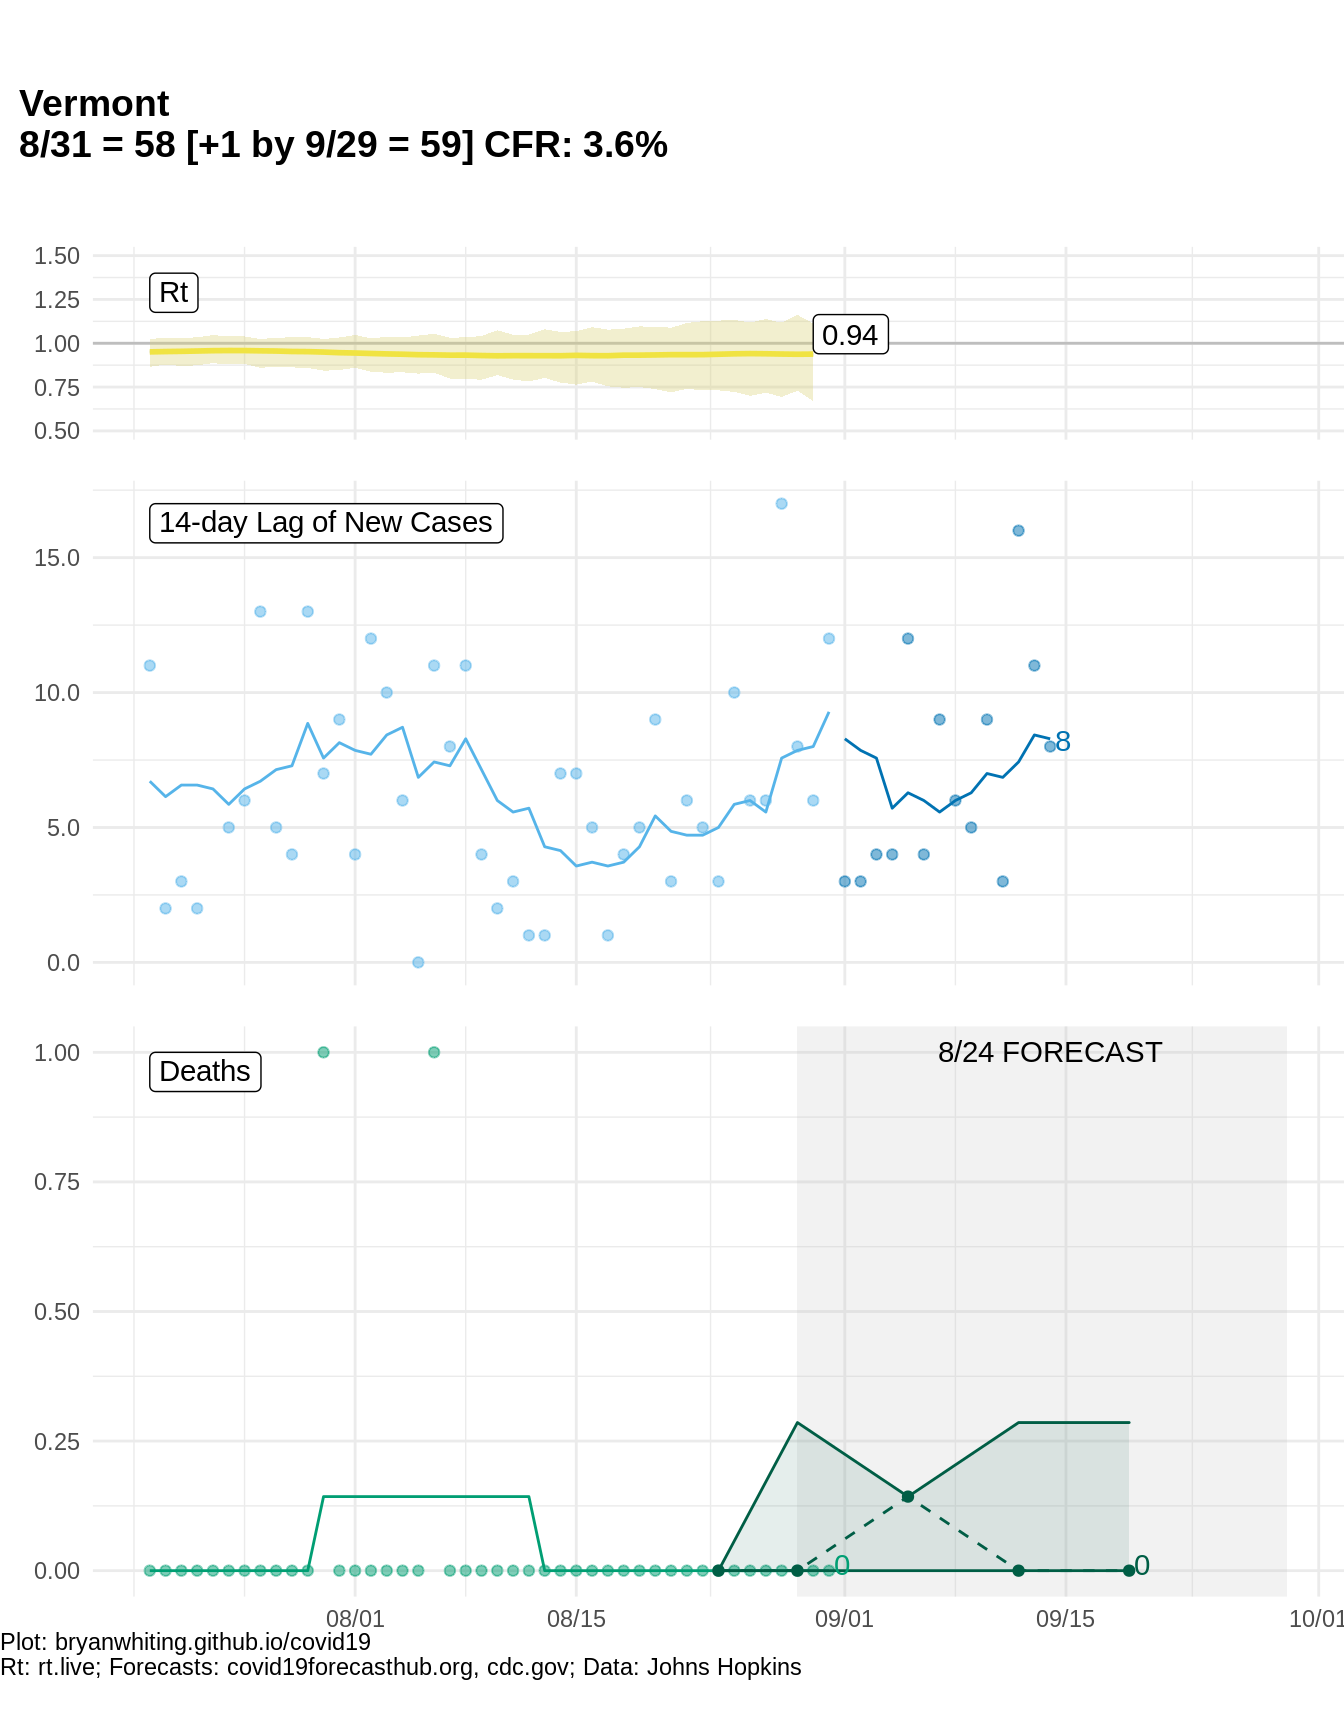 Vermont
8/31 = 58 [+1 by 9/29 = 59] CFR: 3.6%
1.50
1.25
1.00
0.75
0.50
Rt
0.94
14-day Lag of New Cases
15.0
10.0
5.0
0.0
8
Deaths
8/24 FORECAST
1.00
0.75
0.50
0.25
0.00
0
0
08/01 08/15 09/01 09/15 10/01
Plot: bryanwhiting.github.io/covid19
Rt: rt.live; Forecasts: covid19forecasthub.org, cdc.gov; Data: Johns Hopkins